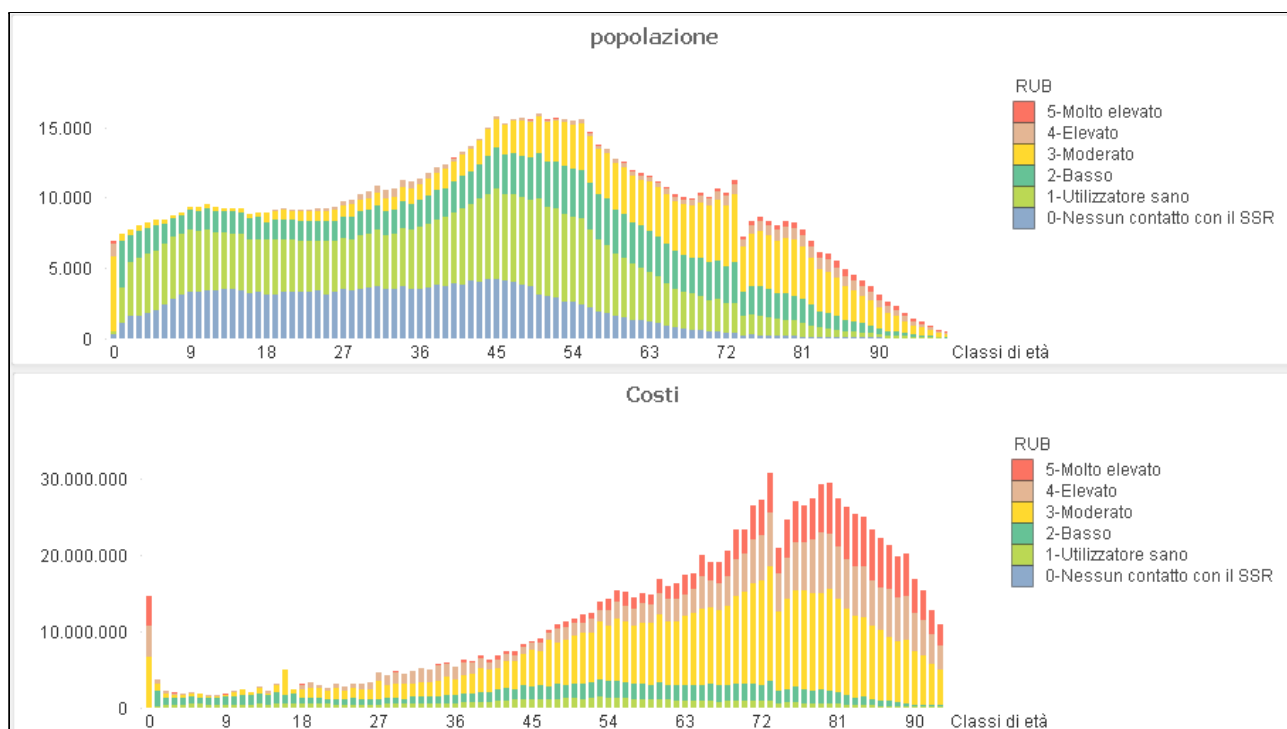 popolazione
RUB
5-Molto elevato
4-Elevato
3-Moderato
2-Basso
1-Utilizzatore sano
0-Nessun contatto con il SSR
15.000
10.000
5.000
0
0 9 18 27 36 45 54 63 72 81 90 Classi di età
Costi
RUB
5-Molto elevato
4-Elevato
3-Moderato
2-Basso
1-Utilizzatore sano
0-Nessun contatto con il SSR
30.000.000
20.000.000
10.000.000
0
0 9 18 27 36 45 54 63 72 81 90 Classi di età